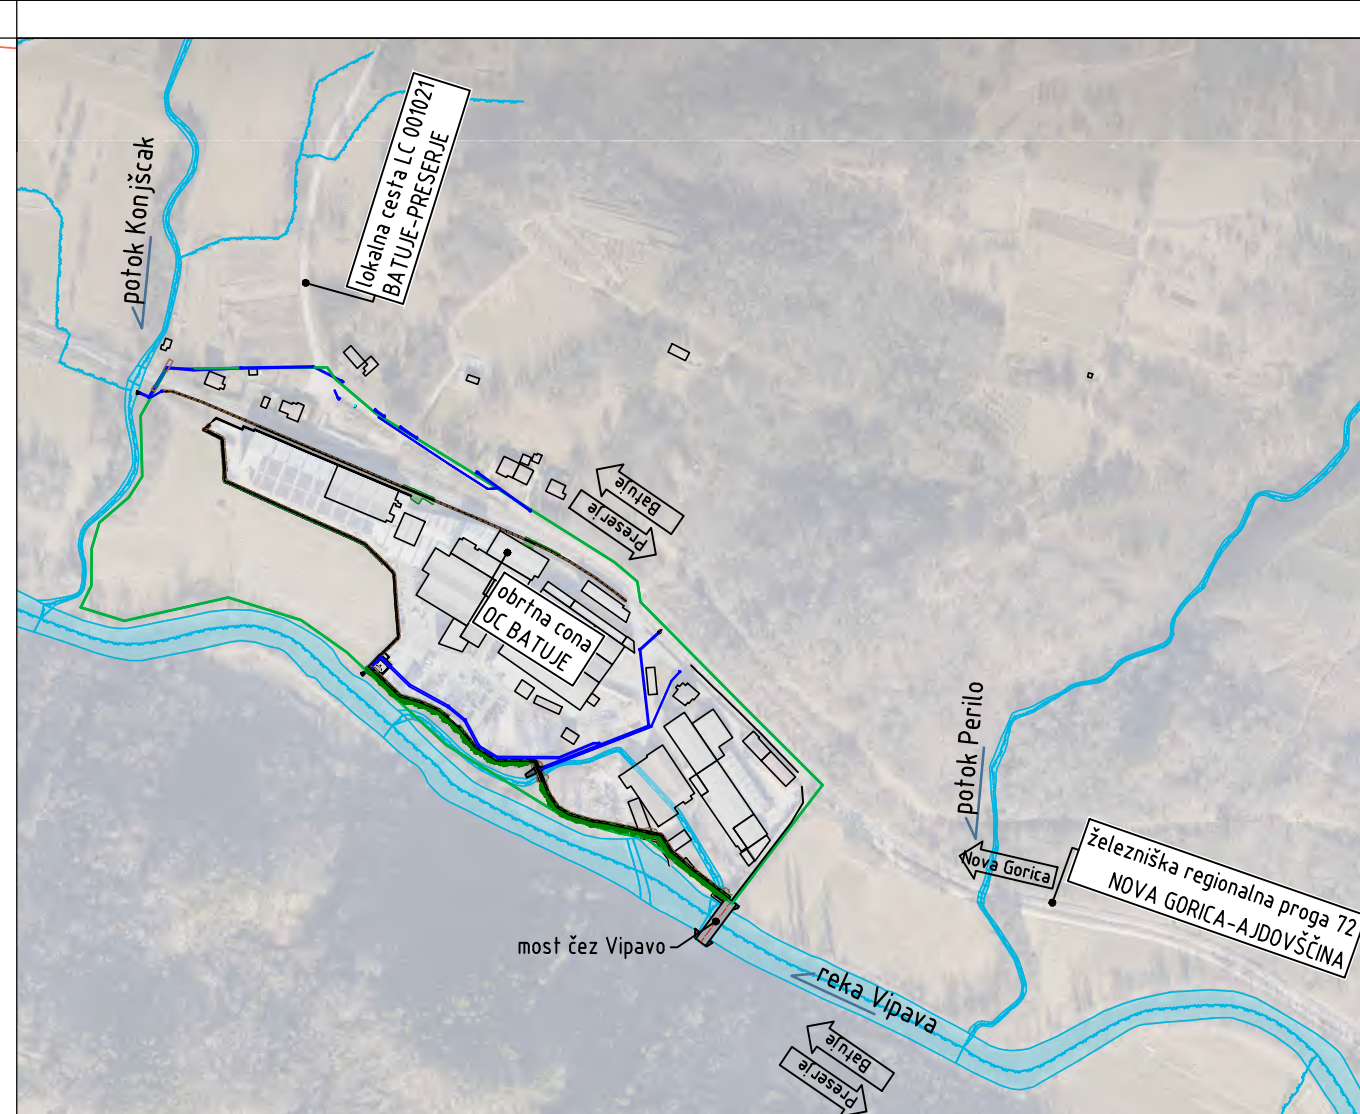 lokalna cesta LC 001021
BATUJE-PRESERJE
potok Konjšcak
Batuje
Preserje
obrtna cona
OC BATUJE
potok Perilo
Nova Gorica
železniška regionalna proga 72
NOVA GORICA-AJDOVŠČINA
most čez Vipavo
reka Vipava
Batuje
Preserje